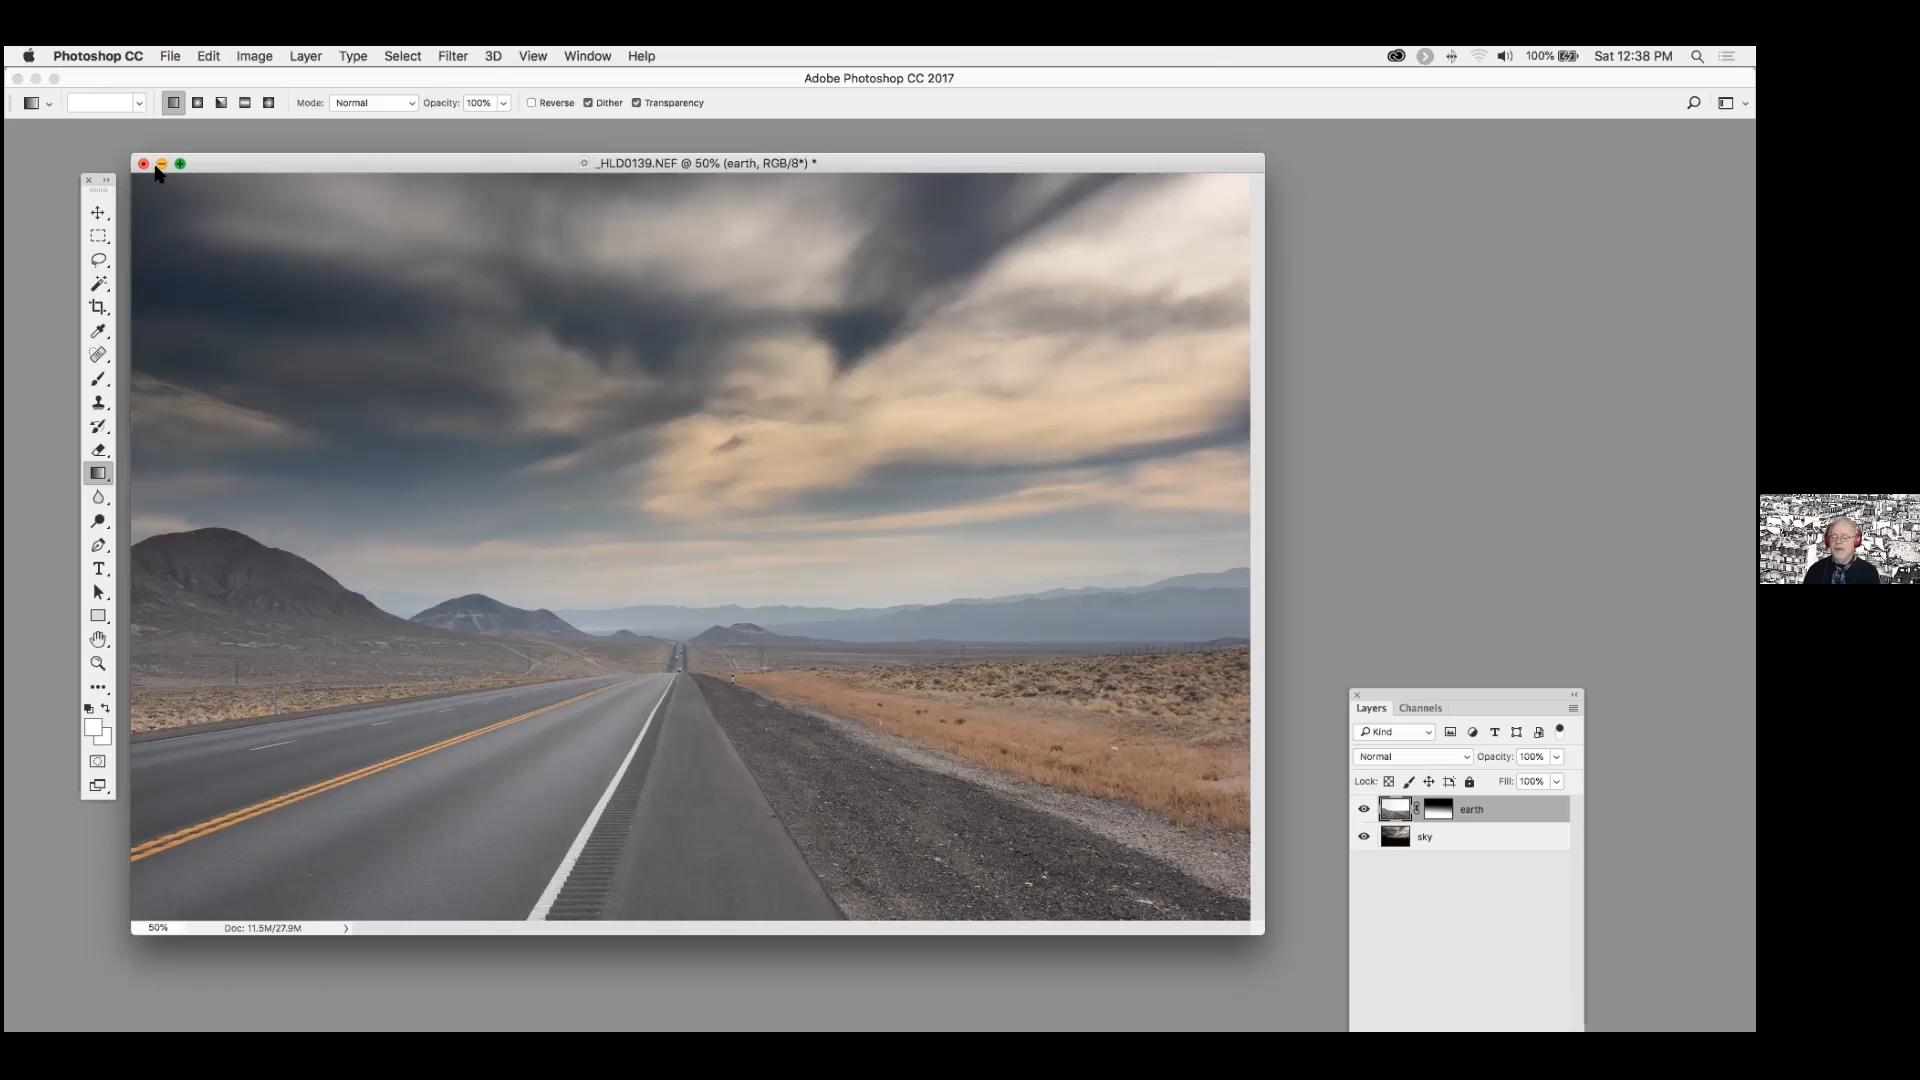 Photoshop CC File Edit Image Layer Type Select Filter 3D View Window Help 100% Sat 12:38 PM
Adobe Photoshop CC 2017
Mode: Normal Opacity: 100% Reverse Dither Transparency
_HLD0139.NEF @ 50% (earth, RGB/8*) *
Layers Channels
Kind
Normal Opacity: 100%
Lock: Fill: 100%
earth
sky
50% Doc: 11.5M/27.9M